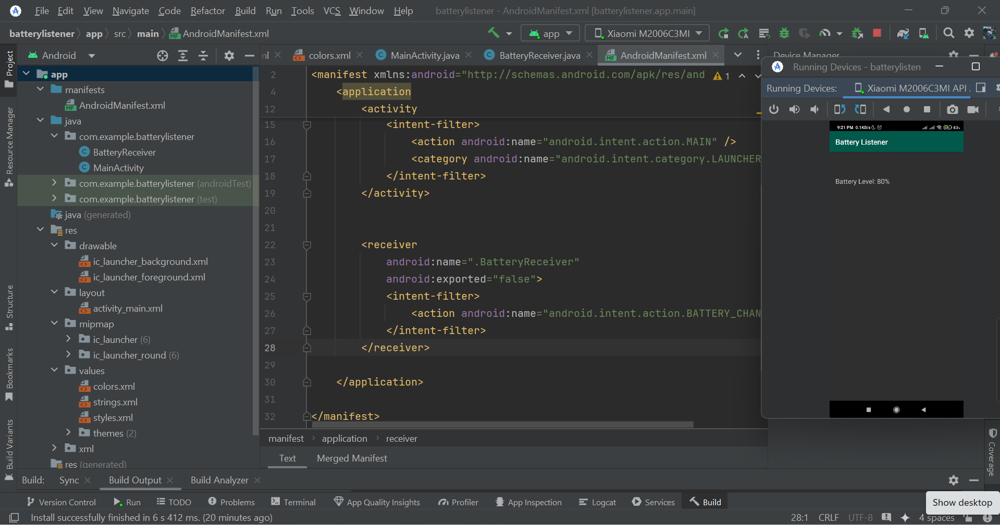 File Edit View Navigate Code Refactor Build Run Tools VCS Window Help batterylistener - AndroidManifest.xml [batterylistener.app.main]
batterylistener app src main AndroidManifest.xml app Xiaomi M2006C3MI
Project
Resource Manager
Structure
Bookmarks
Build Variants
Android
app
manifests
AndroidManifest.xml
java
com.example.batterylistener
BatteryReceiver
MainActivity
com.example.batterylistener (androidTest)
com.example.batterylistener (test)
java (generated)
res
drawable
ic_launcher_background.xml
ic_launcher_foreground.xml
layout
activity_main.xml
mipmap
ic_launcher (6)
ic_launcher_round (6)
values
colors.xml
strings.xml
styles.xml
themes (2)
xml
res (generated)
ml colors.xml MainActivity.java BatteryReceiver.java AndroidManifest.xml
2 <manifest xmlns:android="http://schemas.android.com/apk/res/and 1
4 <application
12 <activity
15 <intent-filter>
16 <action android:name="android.intent.action.MAIN" />
17 <category android:name="android.intent.category.LAUNCHER
18 </intent-filter>
19 </activity>
20
21
22 <receiver
23 android:name=".BatteryReceiver"
24 android:exported="false">
25 <intent-filter>
26 <action android:name="android.intent.action.BATTERY_CHAN
27 </intent-filter>
28 </receiver>
29
30 </application>
31
32 </manifest>
manifest application receiver
Text Merged Manifest
Device Manager
Running Devices - batterylisten
Running Devices: Xiaomi M2006C3MI API
9:21 PM 0.1KB/s 83
Battery Listener
Battery Level: 80%
Coverage
Build: Sync Build Output Build Analyzer
Version Control Run TODO Problems Terminal App Quality Insights Profiler App Inspection Logcat Services Build
Show desktop
Install successfully finished in 6 s 412 ms. (20 minutes ago) 28:1 CRLF UTF-8 4 spaces